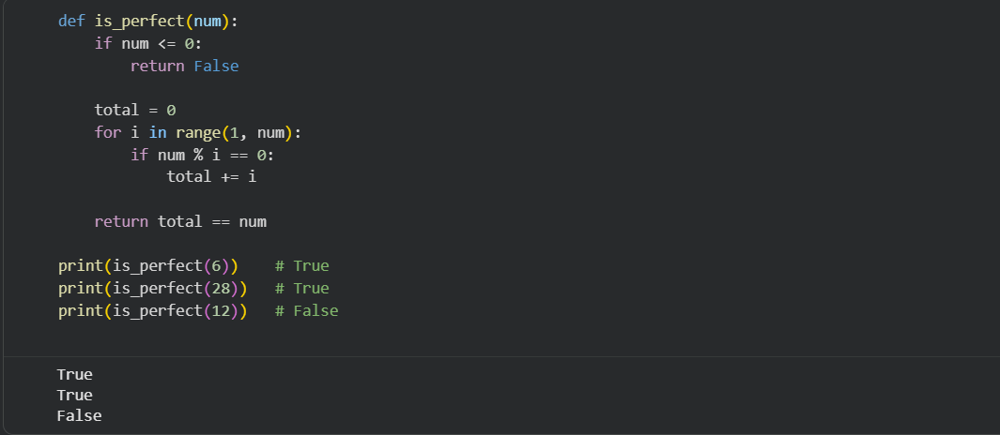 def is_perfect(num):
    if num <= 0:
        return False

    total = 0
    for i in range(1, num):
        if num % i == 0:
            total += i

    return total == num

print(is_perfect(6))    # True
print(is_perfect(28))   # True
print(is_perfect(12))   # False

True
True
False